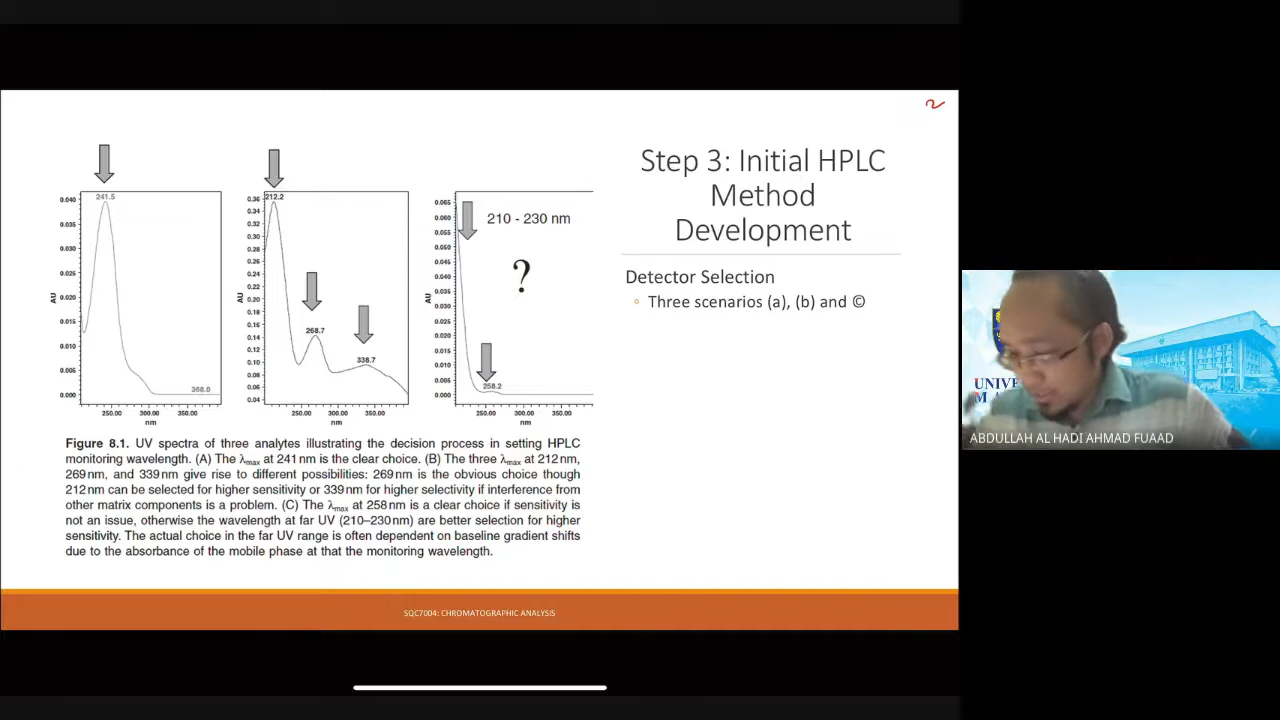 2
241.5
0.040
0.030
0.020
0.015
0.010
0.005
0.000
AU
368.0
250.00 300.00 350.00
nm
212.2
0.36
0.34
0.32
0.30
0.28
0.26
0.24
0.22
0.20
0.18
0.16
0.14
0.12
0.10
0.08
0.06
0.04
AU
268.7
338.7
250.00 300.00 350.00
nm
0.065
0.060
0.055
0.050
0.045
0.040
0.035
0.030
0.025
0.020
0.015
0.010
0.005
0.000
AU
210 - 230 nm
?
258.2
250.00 300.00 350.00
nm
Figure 8.1. UV spectra of three analytes illustrating the decision process in setting HPLC
monitoring wavelength. (A) The λmax at 241 nm is the clear choice. (B) The three λmax at 212 nm,
269 nm, and 339 nm give rise to different possibilities: 269 nm is the obvious choice though
212 nm can be selected for higher sensitivity or 339 nm for higher selectivity if interference from
other matrix components is a problem. (C) The λmax at 258 nm is a clear choice if sensitivity is
not an issue, otherwise the wavelength at far UV (210–230 nm) are better selection for higher
sensitivity. The actual choice in the far UV range is often dependent on baseline gradient shifts
due to the absorbance of the mobile phase at that the monitoring wavelength.
Step 3: Initial HPLC
Method
Development
Detector Selection
Three scenarios (a), (b) and ©
SQC7004: CHROMATOGRAPHIC ANALYSIS
UNIVE
M A
ABDULLAH AL HADI AHMAD FUAAD